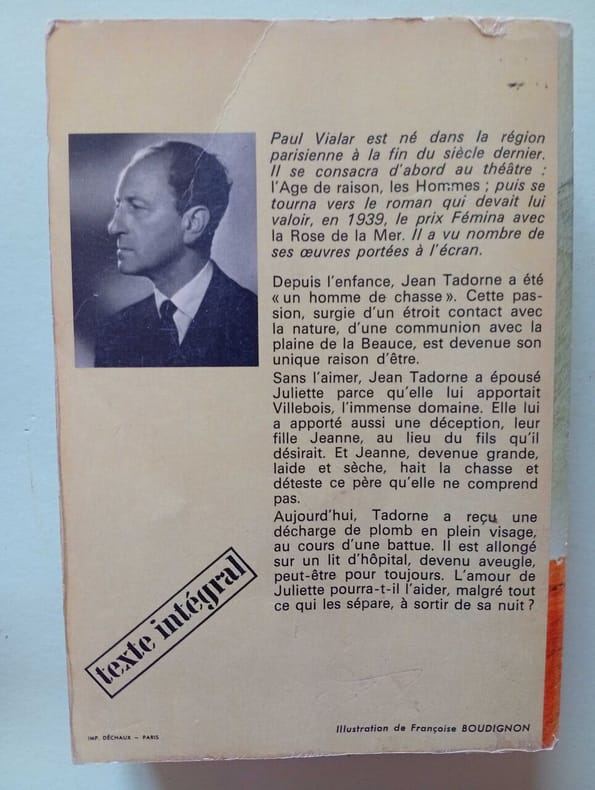 Paul Vialar est né dans la région
parisienne à la fin du siècle dernier.
Il se consacra d'abord au théâtre :
l'Age de raison, les Hommes ; puis se
tourna vers le roman qui devait lui
valoir, en 1939, le prix Fémina avec
la Rose de la Mer. Il a vu nombre de
ses œuvres portées à l'écran.
Depuis l'enfance, Jean Tadorne a été
« un homme de chasse ». Cette pas-
sion, surgie d'un étroit contact avec
la nature, d'une communion avec la
plaine de la Beauce, est devenue son
unique raison d'être.
Sans l'aimer, Jean Tadorne a épousé
Juliette parce qu'elle lui apportait
Villebois, l'immense domaine. Elle lui
a apporté aussi une déception, leur
fille Jeanne, au lieu du fils qu'il
désirait. Et Jeanne, devenue grande,
laide et sèche, hait la chasse et
déteste ce père qu'elle ne comprend
pas.
Aujourd'hui, Tadorne a reçu une
décharge de plomb en plein visage,
au cours d'une battue. Il est allongé
sur un lit d'hôpital, devenu aveugle,
peut-être pour toujours. L'amour de
Juliette pourra-t-il l'aider, malgré tout
ce qui les sépare, à sortir de sa nuit ?
texte intégral
Illustration de Françoise BOUDIGNON
IMP. DÉCHAUX – PARIS